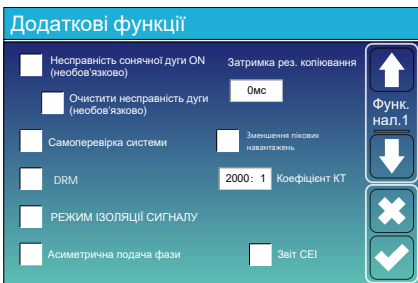 Додаткові функції
Несправність сонячної дуги ON
(необов'язково)
Затримка рез. копіювання
0мс
Очистити несправність дуги
(необов'язково)
Функ.
нал.1
Самоперевірка системи
Зменшення пікових
навантажень
DRM
2000: 1 Коефіцієнт КТ
РЕЖИМ ІЗОЛЯЦІЇ СИГНАЛУ
Асиметрична подача фази
Звіт CEI